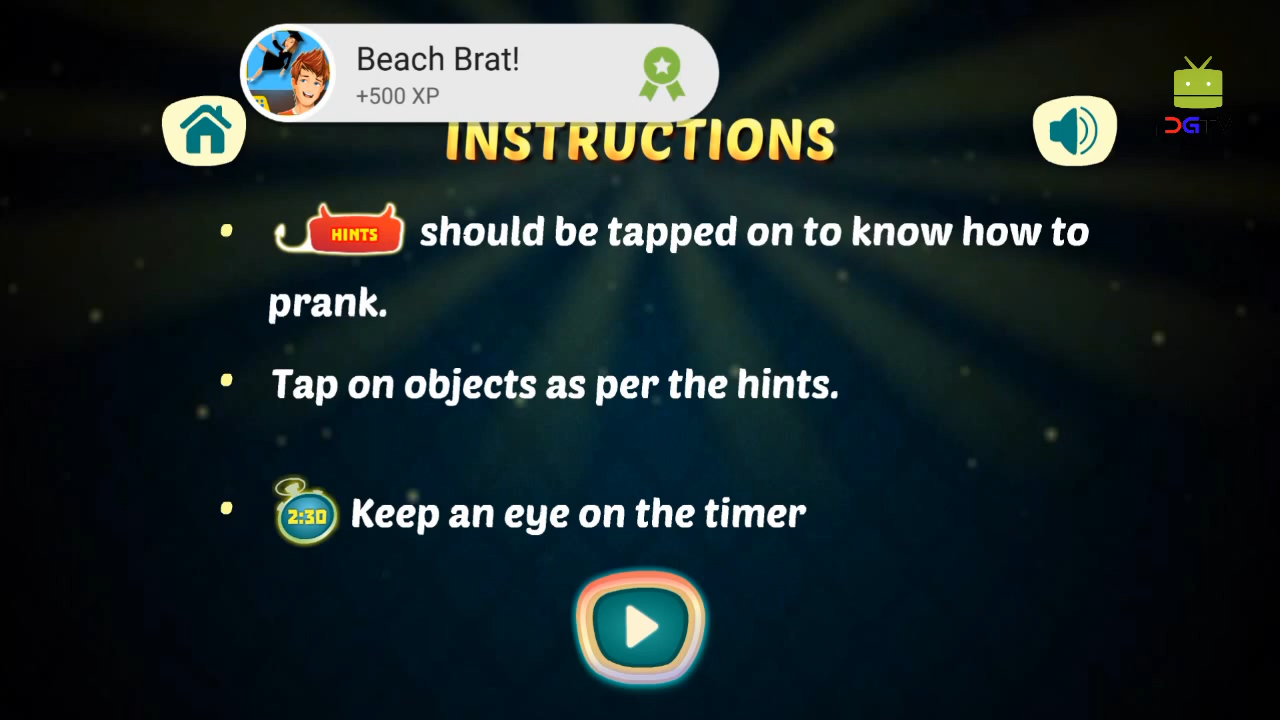 Beach Brat!
+500 XP
DGTV
INSTRUCTIONS
• HINTS should be tapped on to know how to
prank.
• Tap on objects as per the hints.
• 2:30 Keep an eye on the timer